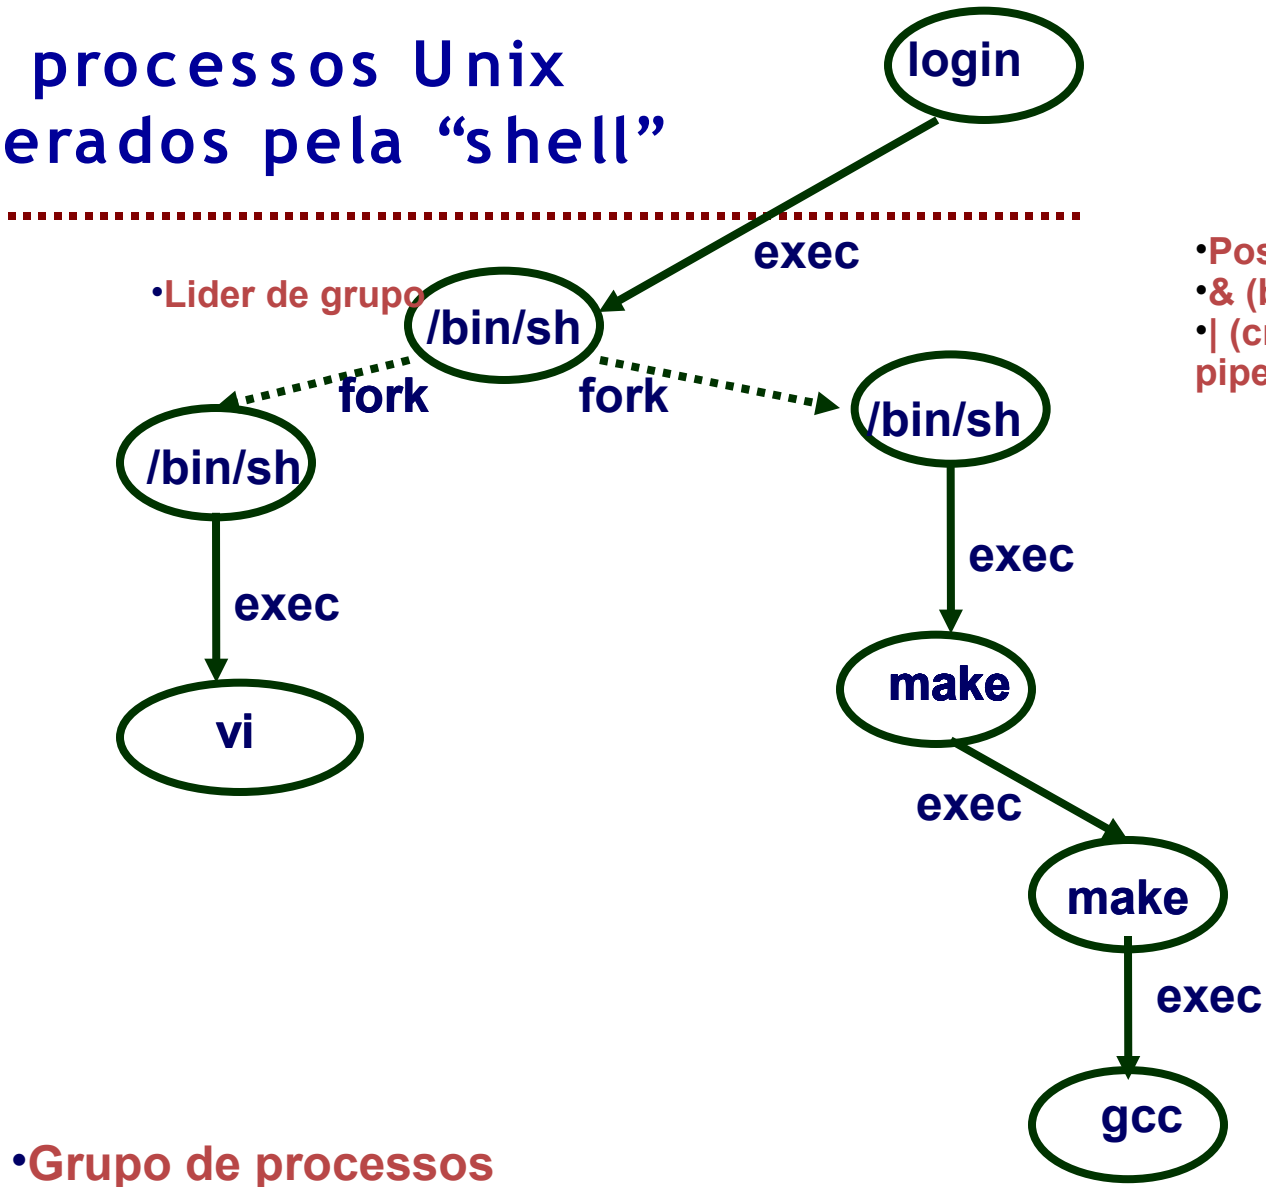 processos Unix
erados pela “shell”
login
exec
•Lider de grupo
/bin/sh
•
•& (
•| (
pipe
fork
fork
/bin/sh
/bin/sh
exec
exec
make
vi
exec
make
exec
gcc
•Grupo de processos